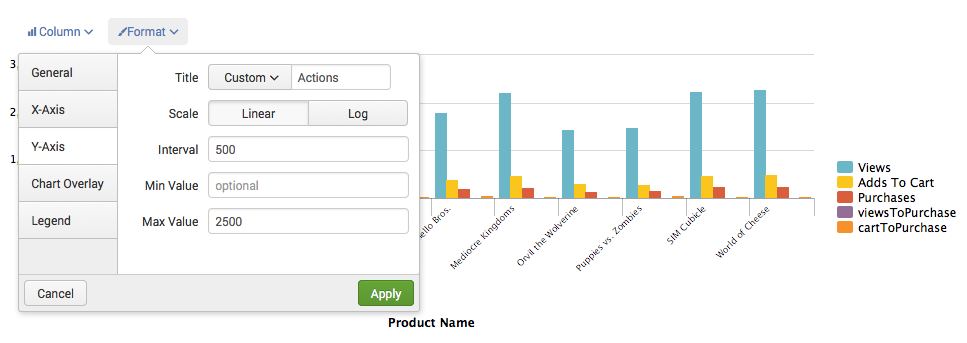 Column Format
3,
2,
1,
General
X-Axis
Y-Axis
Chart Overlay
Legend
Title Custom Actions
Scale Linear Log
Interval 500
Min Value optional
Max Value 2500
Cancel Apply
Views
Adds To Cart
Purchases
viewsToPurchase
cartToPurchase
Bros.
Mediocre Kingdoms
Orvil the Wolverine
Puppies vs. Zombies
SIM Cubicle
World of Cheese
Product Name